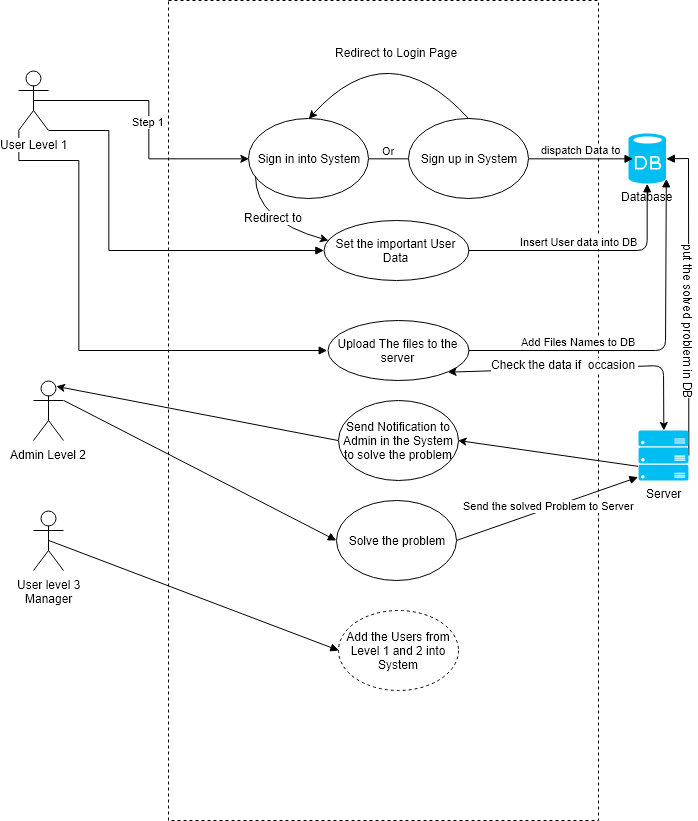 Redirect to Login Page
Step 1
User Level 1
Sign in into System
Or
Sign up in System
dispatch Data to
DB
Database
Redirect to
Set the important User
Data
Insert User data into DB
put the solved problem in DB
Upload The files to the
server
Add Files Names to DB
Check the data if occasion
Admin Level 2
Send Notification to
Admin in the System
to solve the problem
Server
Send the solved Problem to Server
Solve the problem
User level 3
Manager
Add the Users from
Level 1 and 2 into
System